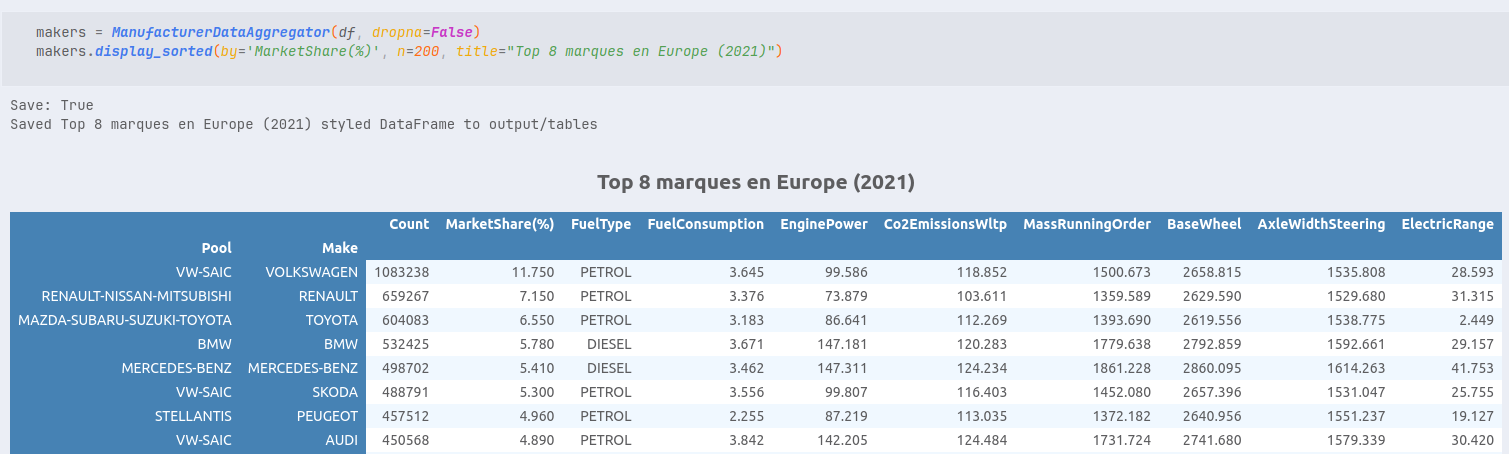 makers = ManufacturerDataAggregator(df, dropna=False)
makers.display_sorted(by='MarketShare(%)', n=200, title="Top 8 marques en Europe (2021)")
Save: True
Saved Top 8 marques en Europe (2021) styled DataFrame to output/tables
Top 8 marques en Europe (2021)
Count MarketShare(%) FuelType FuelConsumption EnginePower Co2EmissionsWltp MassRunningOrder BaseWheel AxleWidthSteering ElectricRange
Pool Make
VW-SAIC VOLKSWAGEN 1083238 11.750 PETROL 3.645 99.586 118.852 1500.673 2658.815 1535.808 28.593
RENAULT-NISSAN-MITSUBISHI RENAULT 659267 7.150 PETROL 3.376 73.879 103.611 1359.589 2629.590 1529.680 31.315
MAZDA-SUBARU-SUZUKI-TOYOTA TOYOTA 604083 6.550 PETROL 3.183 86.641 112.269 1393.690 2619.556 1538.775 2.449
BMW BMW 532425 5.780 DIESEL 3.671 147.181 120.283 1779.638 2792.859 1592.661 29.157
MERCEDES-BENZ MERCEDES-BENZ 498702 5.410 DIESEL 3.462 147.311 124.234 1861.228 2860.095 1614.263 41.753
VW-SAIC SKODA 488791 5.300 PETROL 3.556 99.807 116.403 1452.080 2657.396 1531.047 25.755
STELLANTIS PEUGEOT 457512 4.960 PETROL 2.255 87.219 113.035 1372.182 2640.956 1551.237 19.127
VW-SAIC AUDI 450568 4.890 PETROL 3.842 142.205 124.484 1731.724 2741.680 1579.339 30.420